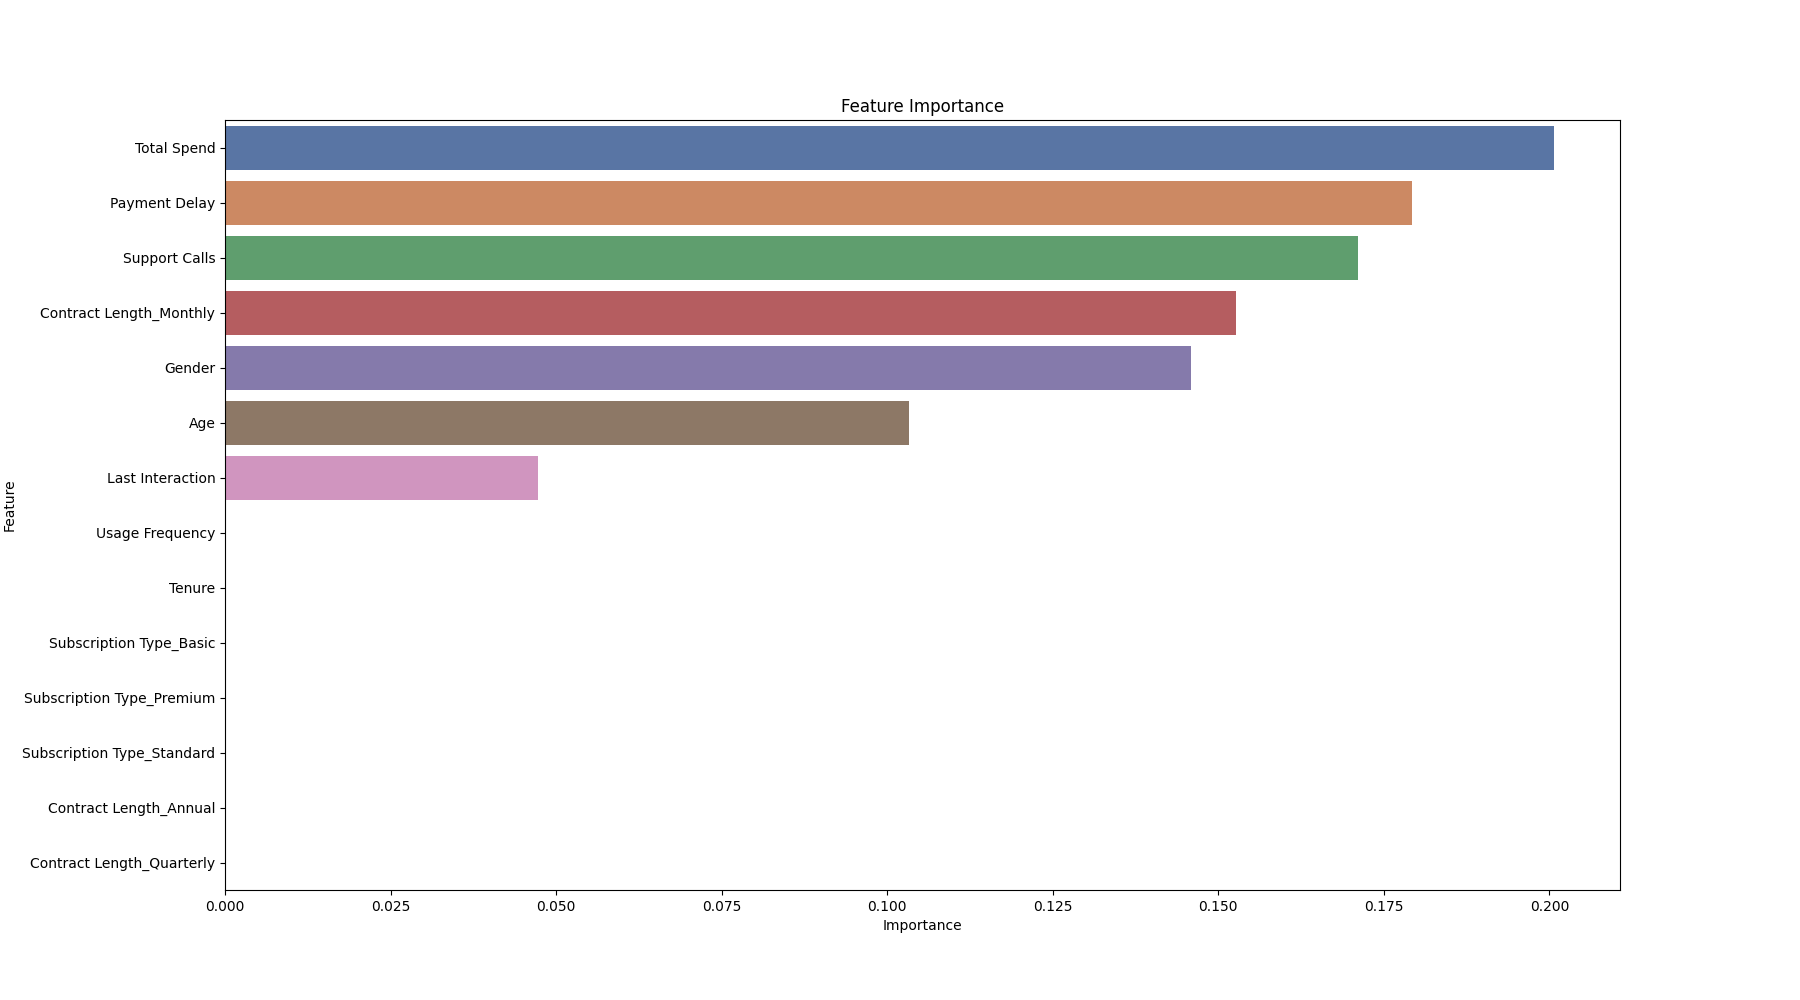 Feature Importance
Total Spend
Payment Delay
Support Calls
Contract Length_Monthly
Gender
Age
Last Interaction
Usage Frequency
Tenure
Subscription Type_Basic
Subscription Type_Premium
Subscription Type_Standard
Contract Length_Annual
Contract Length_Quarterly
Feature
0.000 0.025 0.050 0.075 0.100 0.125 0.150 0.175 0.200
Importance